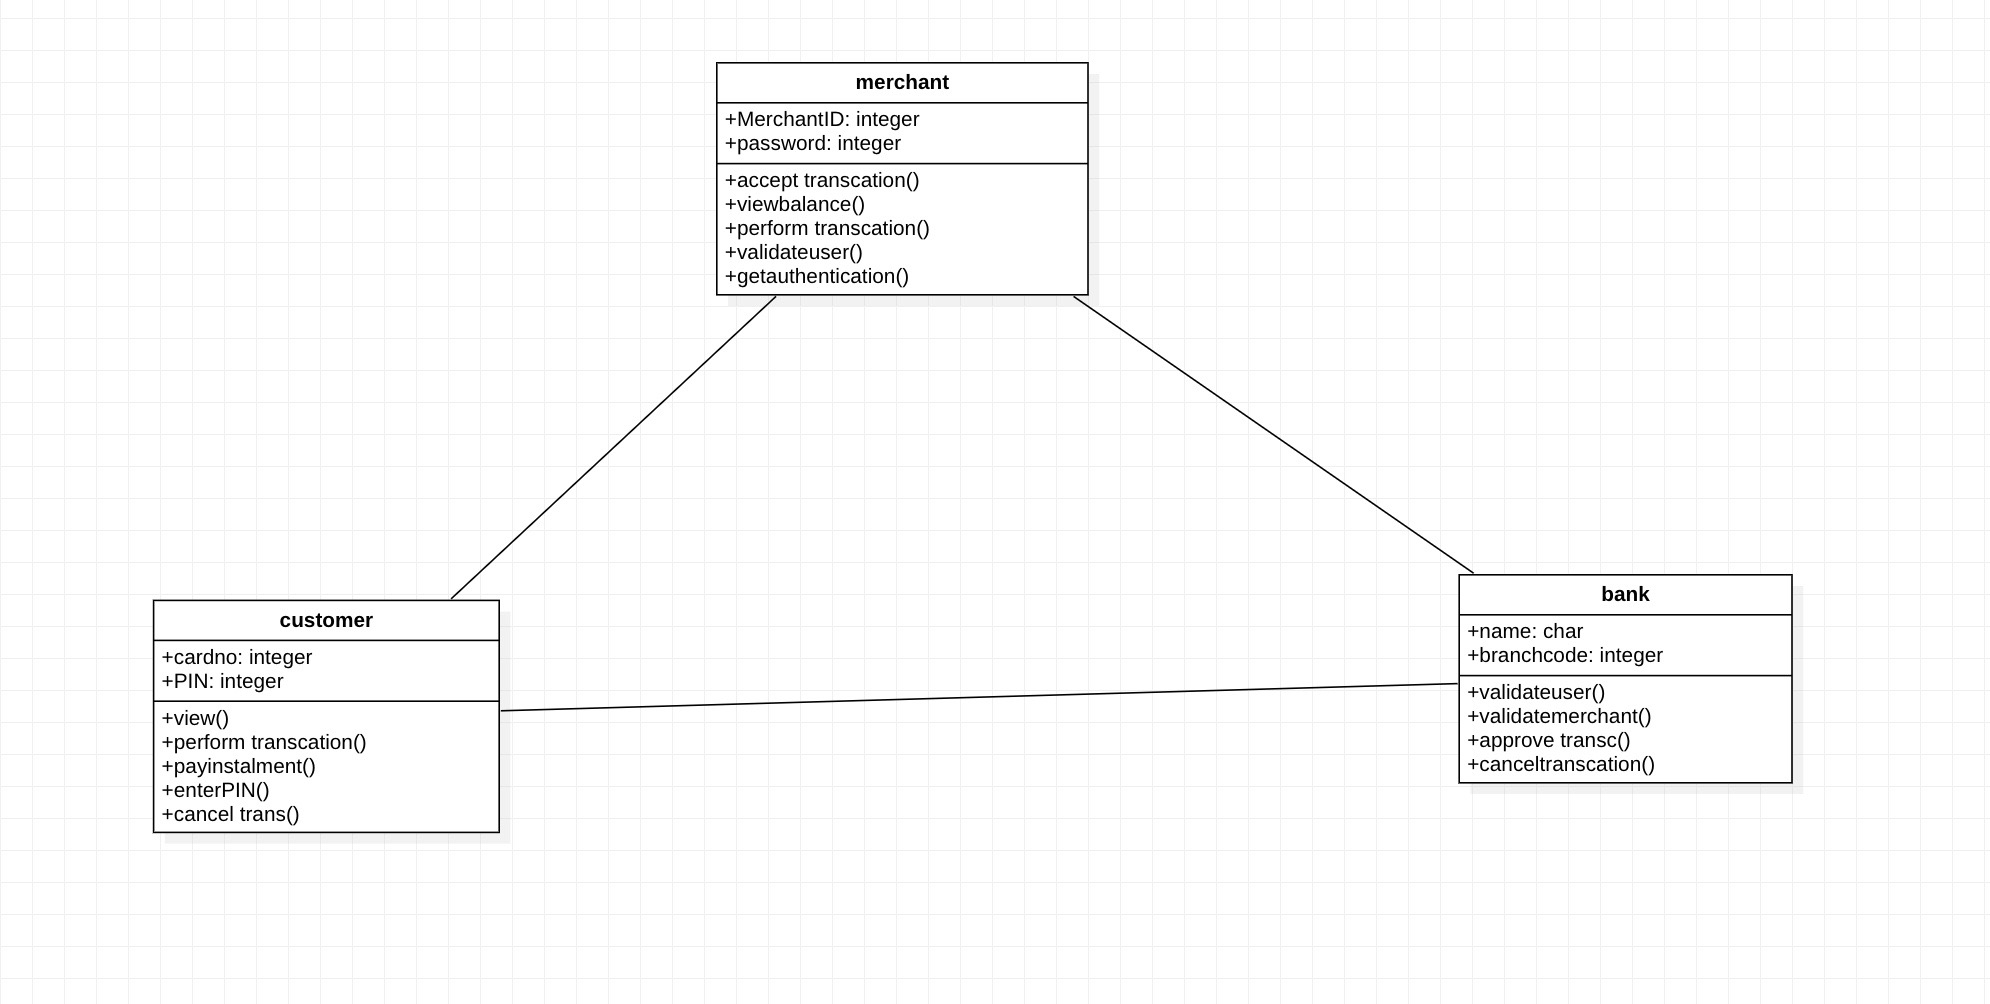 merchant
+MerchantID: integer
+password: integer
+accept transcation()
+viewbalance()
+perform transcation()
+validateuser()
+getauthentication()
customer
+cardno: integer
+PIN: integer
+view()
+perform transcation()
+payinstalment()
+enterPIN()
+cancel trans()
bank
+name: char
+branchcode: integer
+validateuser()
+validatemerchant()
+approve transc()
+canceltranscation()